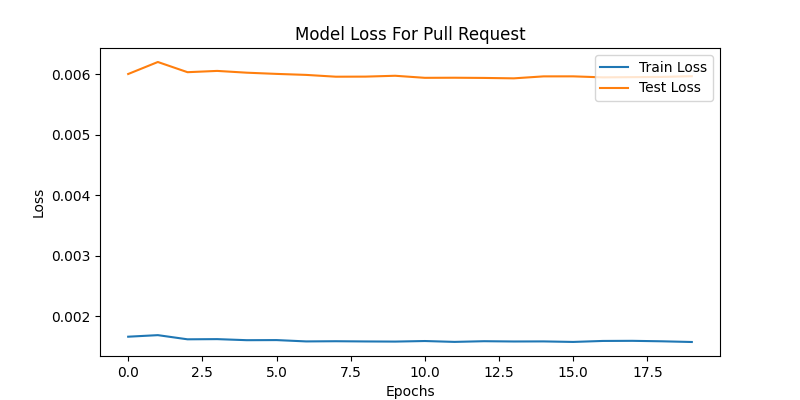 Model Loss For Pull Request
Train Loss
Test Loss
0.006
0.005
0.004
0.003
0.002
Loss
0.0 2.5 5.0 7.5 10.0 12.5 15.0 17.5
Epochs